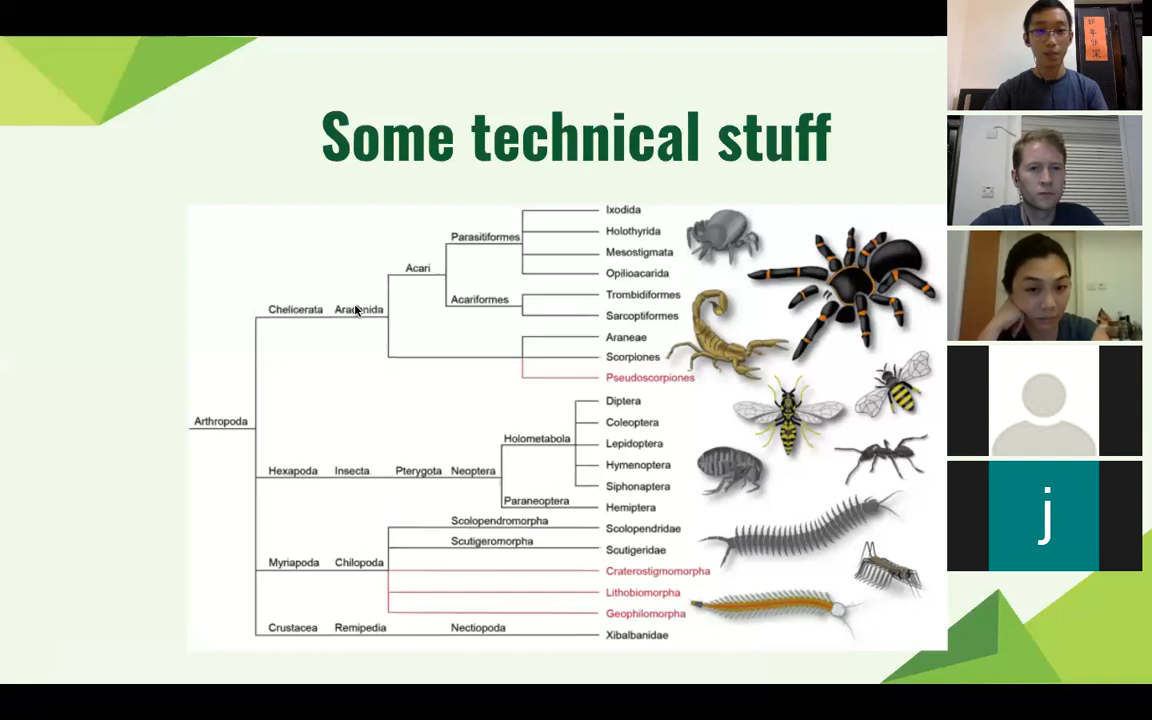 Some technical stuff
Ixodida
Parasitiformes
Holothyrida
Mesostigmata
Acari
Opilioacarida
Acariformes
Trombidiformes
Sarcoptiformes
Chelicerata
Araneae
Scorpiones
Pseudoscorpiones
Diptera
Arthropoda
Coleoptera
Holometabola
Lepidoptera
Hymenoptera
Hexapoda Insecta Pterygota Neoptera
Siphonaptera
Paraneoptera
Hemiptera
Scolopendromorpha
Scolopendridae
Scutigeromorpha
Scutigeridae
Myriapoda Chilopoda
Craterostigmomorpha
Lithobiomorpha
Geophilomorpha
Crustacea Remipedia Nectiopoda Xibalbanidae
j